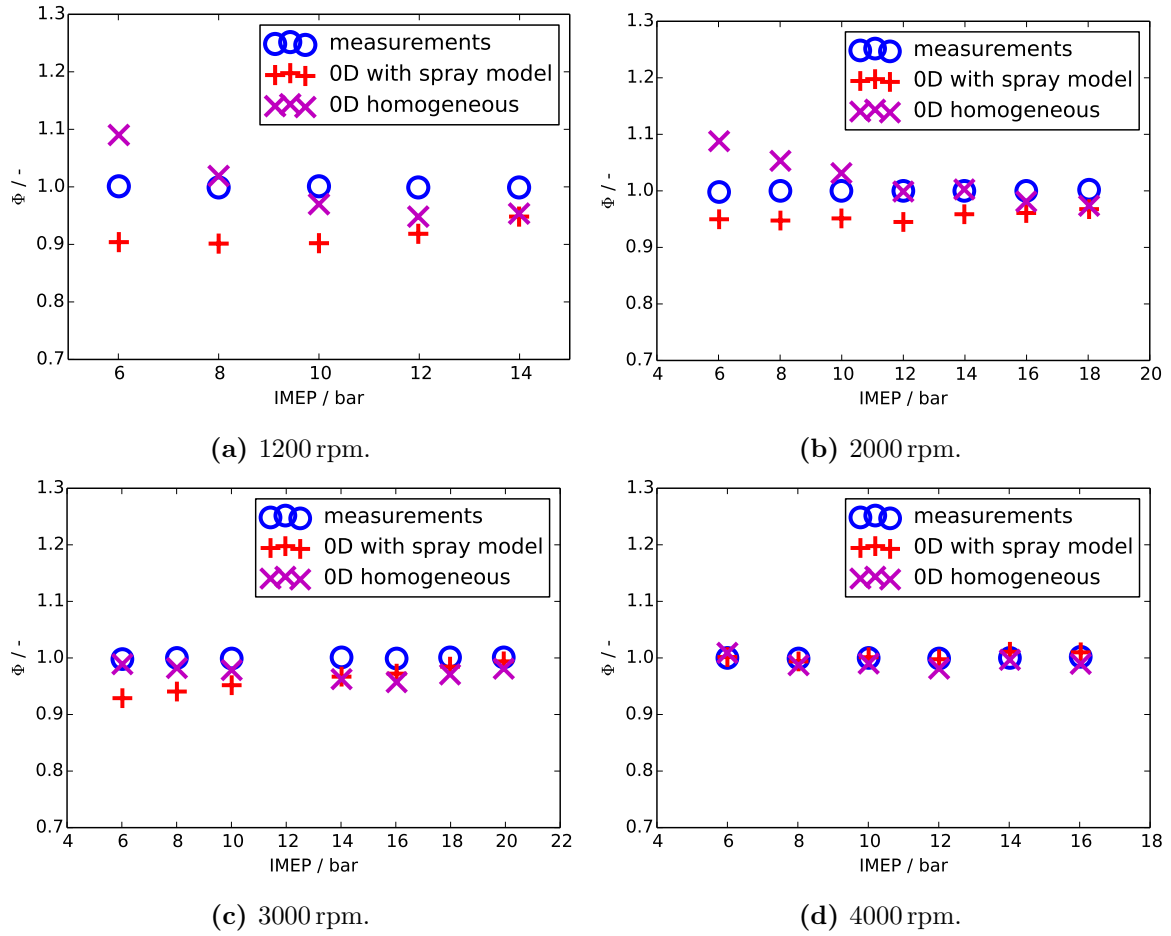 1.3
1.2
1.1
1.0
0.9
0.8
0.7
Φ / -
measurements
0D with spray model
0D homogeneous
6 8 10 12 14
IMEP / bar
(a) 1200 rpm.
1.3
1.2
1.1
1.0
0.9
0.8
0.7
Φ / -
measurements
0D with spray model
0D homogeneous
4 6 8 10 12 14 16 18 20
IMEP / bar
(b) 2000 rpm.
1.3
1.2
1.1
1.0
0.9
0.8
0.7
Φ / -
measurements
0D with spray model
0D homogeneous
4 6 8 10 12 14 16 18 20 22
IMEP / bar
(c) 3000 rpm.
1.3
1.2
1.1
1.0
0.9
0.8
0.7
Φ / -
measurements
0D with spray model
0D homogeneous
4 6 8 10 12 14 16 18
IMEP / bar
(d) 4000 rpm.